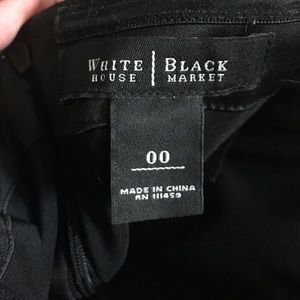 WHITE | BLACK
HOUSE | MARKET
00
MADE IN CHINA
RN 111459